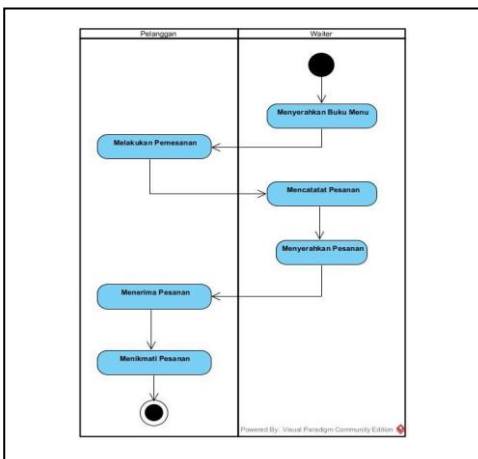 Pelanggan
Waiter
Menyerahkan Buku Menu
Melakukan Pemesanan
Mencatatat Pesanan
Menyerahkan Pesanan
Menerima Pesanan
Menikmati Pesanan
Powered By: Visual Paradigm Community Edition